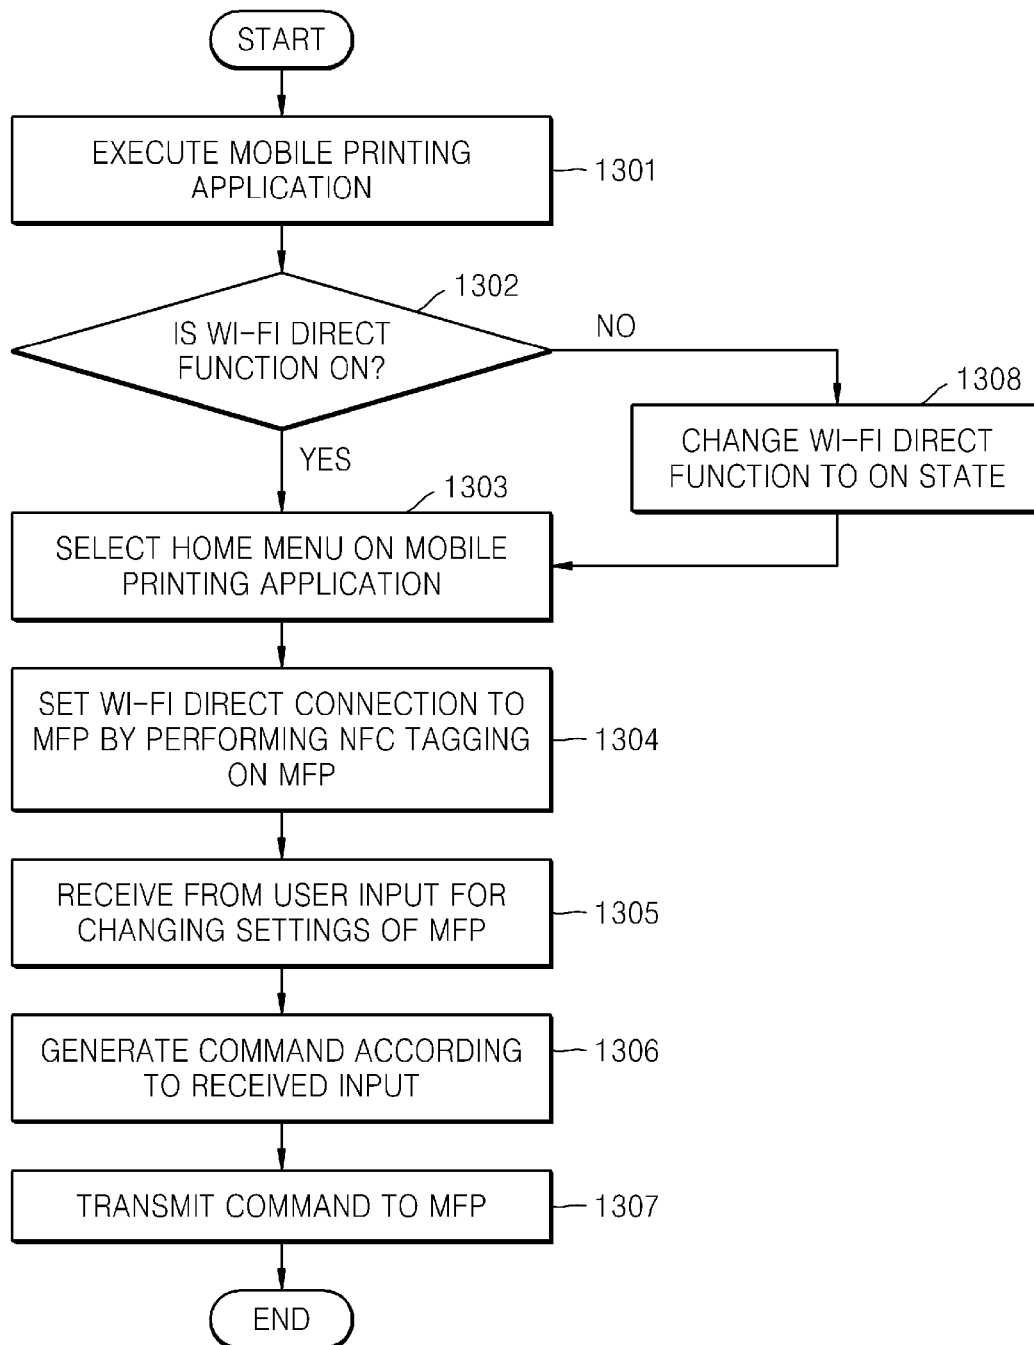 START
EXECUTE MOBILE PRINTING
APPLICATION
1301
1302
IS WI-FI DIRECT
FUNCTION ON?
NO
1308
CHANGE WI-FI DIRECT
FUNCTION TO ON STATE
YES
1303
SELECT HOME MENU ON MOBILE
PRINTING APPLICATION
SET WI-FI DIRECT CONNECTION TO
MFP BY PERFORMING NFC TAGGING
ON MFP
1304
RECEIVE FROM USER INPUT FOR
CHANGING SETTINGS OF MFP
1305
GENERATE COMMAND ACCORDING
TO RECEIVED INPUT
1306
TRANSMIT COMMAND TO MFP
1307
END